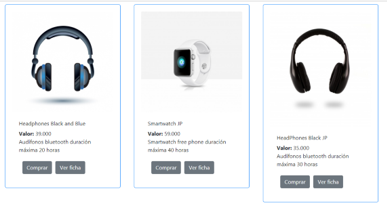 Headphones Black and Blue
Valor: 39.000
Audífonos bluetooth duración
máxima 20 horas
Comprar
Ver ficha
Smartwatch JP
Valor: 59.000
Smartwatch free phone duración
máxima 40 horas
Comprar
Ver ficha
HeadPhones Black JP
Valor: 35.000
Audífonos bluetooth duración
máxima 30 horas
Comprar
Ver ficha